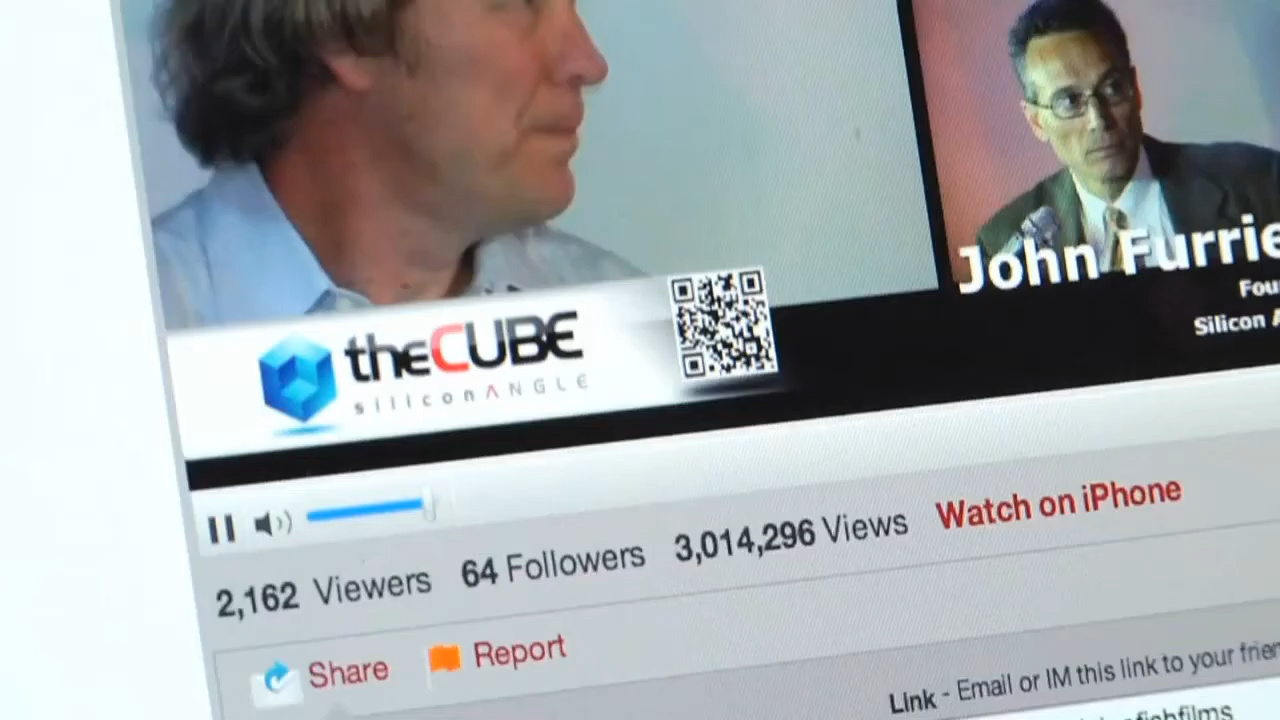 John Furrie
Fou
Silicon A
theCUBE
siliconANGLE
2,162 Viewers 64 Followers 3,014,296 Views Watch on iPhone
Share Report
Link - Email or IM this link to your frien
fishfilms